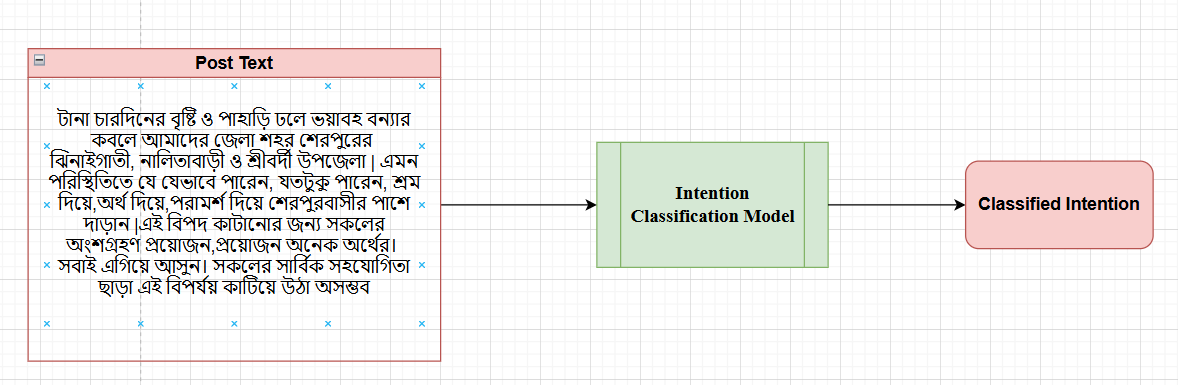 Post Text
টানা চারদিনের বৃষ্টি ও পাহাড়ি ঢলে ভয়াবহ বন্যার
কবলে আমাদের জেলা শহর শেরপুরের
ঝিনাইগাতী, নালিতাবাড়ী ও শ্রীবর্দী উপজেলা | এমন
পরিস্থিতিতে যে যেভাবে পারেন, যতটুকু পারেন, শ্রম
দিয়ে,অর্থ দিয়ে,পরামর্শ দিয়ে শেরপুরবাসীর পাশে
দাড়ান |এই বিপদ কাটানোর জন্য সকলের
অংশগ্রহণ প্রয়োজন,প্রয়োজন অনেক অর্থের।
সবাই এগিয়ে আসুন। সকলের সার্বিক সহযোগিতা
ছাড়া এই বিপর্যয় কাটিয়ে উঠা অসম্ভব
Intention
Classification Model
Classified Intention